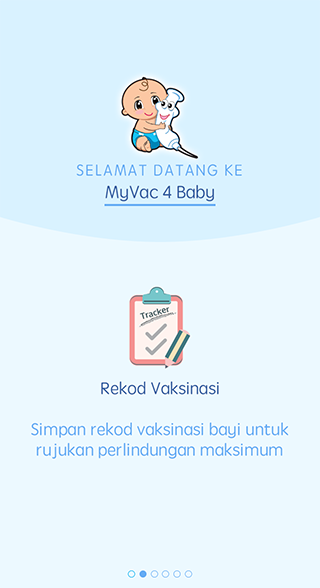 SELAMAT DATANG KE
MyVac 4 Baby
Tracker
Rekod Vaksinasi
Simpan rekod vaksinasi bayi untuk
rujukan perlindungan maksimum